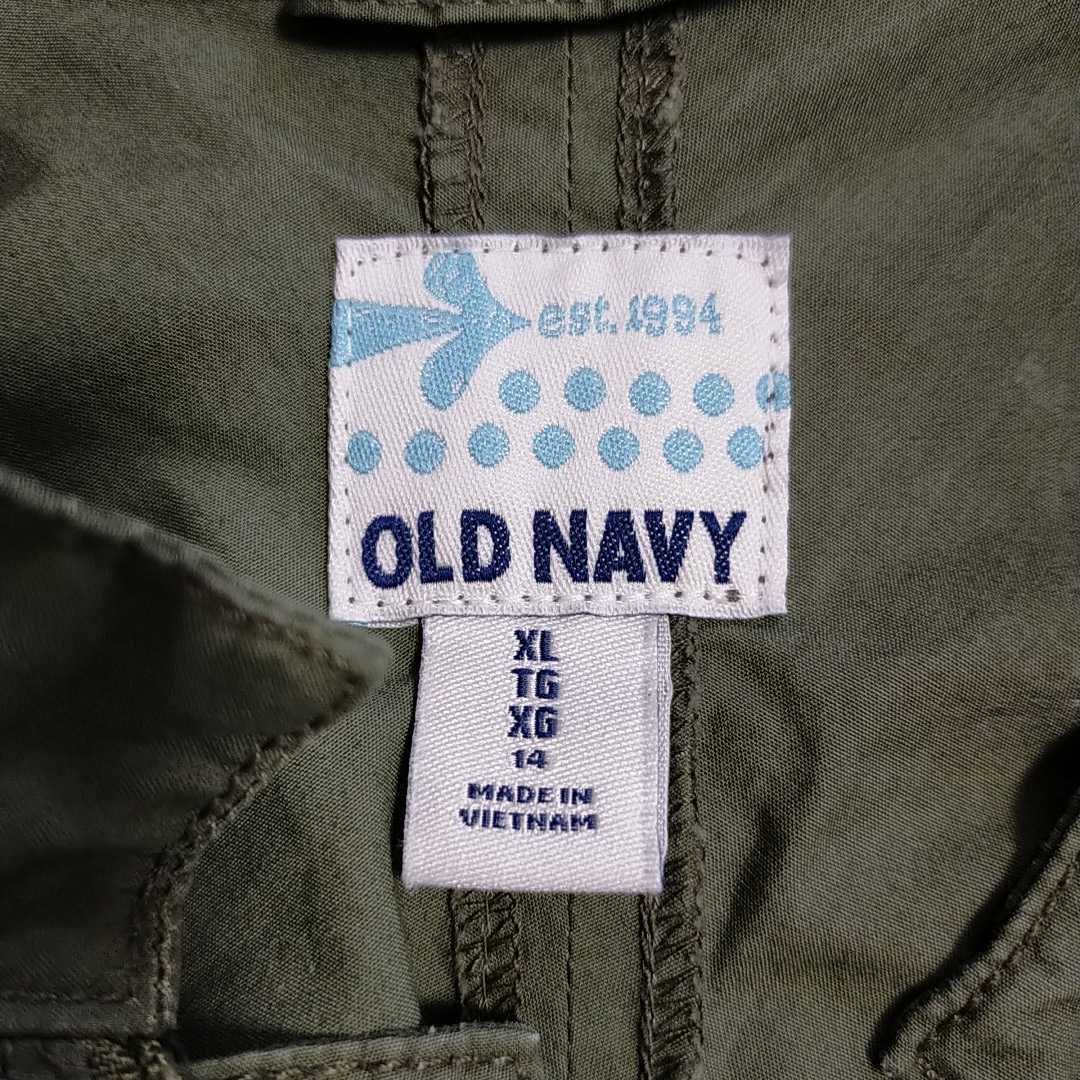 est. 1994
OLD NAVY
XL
TG
XG
14
MADE IN
VIETNAM